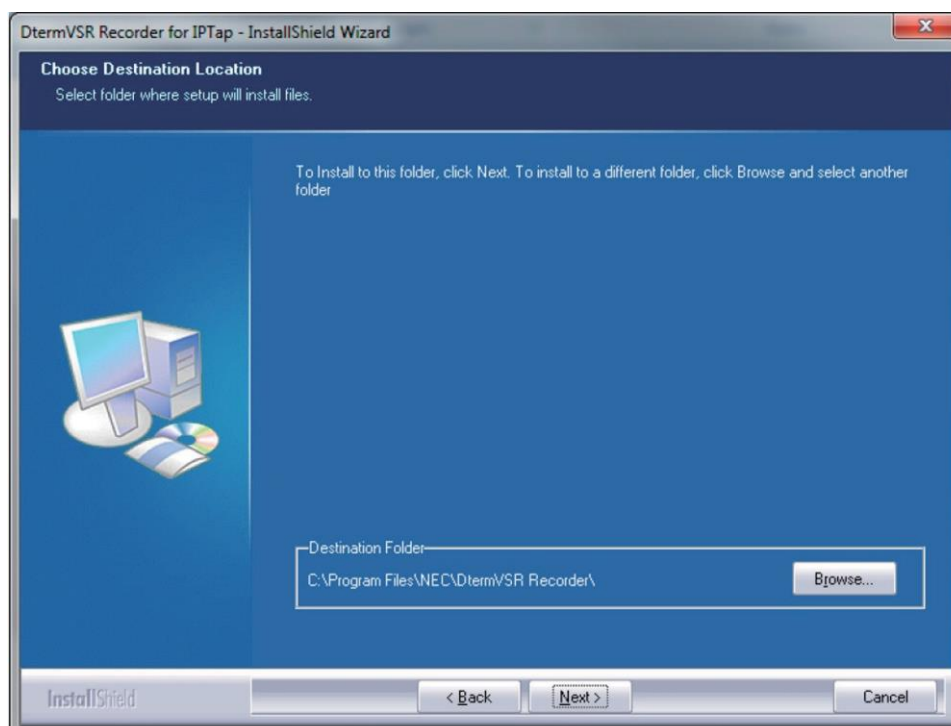 DtermVSR Recorder for IPTap - InstallShield Wizard
Choose Destination Location
Select folder where setup will install files.
To Install to this folder, click Next. To install to a different folder, click Browse and select another
folder
Destination Folder
C:\Program Files\NEC\DtermVSR Recorder\
Browse...
InstallShield
< Back
Next >
Cancel